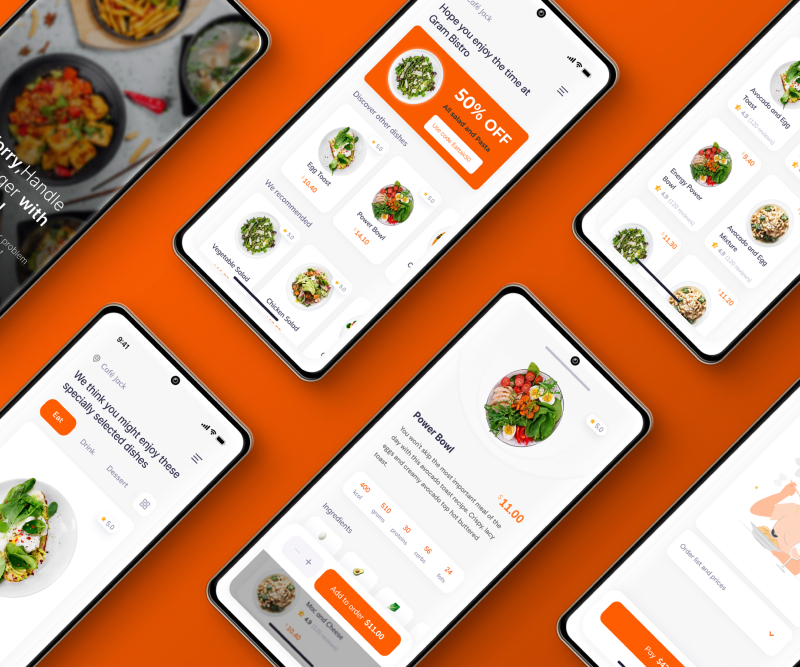 Handle
with
problem
Café Jack
Hope you enjoy the time at
Gram Bistro
50% OFF
All salad and Pasta
Discover other dishes
5.0
Egg Toast
$10.40
5.0
Power Bowl
$14.10
We recommended
5.0
Vegetable Salad
5.0
Chicken Salad
Avocado and Egg
Toast
4.9 (120 reviews)
$9.40
Energy Power
Bowl
4.9 (120 reviews)
$11.30
Avocado and Egg
Mixture
4.9 (120 reviews)
$11.20
9:41
Café Jack
We think you might enjoy these
specially selected dishes
Eat
Drink
Dessert
5.0
5.0
Power Bowl
You won't skip the most important meal of the
day with this avocado toast recipe. Crispy, lacy
eggs and creamy avocado top hot buttered
toast.
$11.00
400
kcal
510
grams
30
proteins
56
carbs
24
fats
Ingredients
- +
Add to order $11.00
Mac and Cheese
4.9 (120 reviews)
$10.40
Order list and prices
Pay